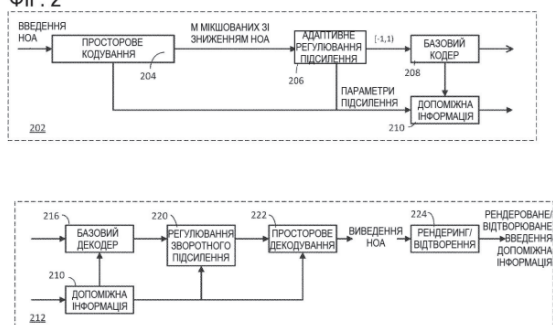 ФІГ. 2
ВВЕДЕННЯ
НОА
ПРОСТОРОВЕ
КОДУВАННЯ
204
М МІКШОВАНИХ ЗІ
ЗНИЖЕННЯМ НОА
АДАПТИВНЕ
РЕГУЛЮВАННЯ
ПІДСИЛЕННЯ
206
[-1,1)
БАЗОВИЙ
КОДЕР
208
ПАРАМЕТРИ
ПІДСИЛЕННЯ
ДОПОМІЖНА
ІНФОРМАЦІЯ
210
202
216
БАЗОВИЙ
ДЕКОДЕР
220
РЕГУЛЮВАННЯ
ЗВОРОТНОГО
ПІДСИЛЕННЯ
222
ПРОСТОРОВЕ
ДЕКОДУВАННЯ
ВИВЕДЕННЯ
НОА
224
РЕНДЕРИНГ/
ВІДТВОРЕННЯ
РЕНДЕРОВАНЕ/
ВІДТВОРЮВАНЕ
ВВЕДЕННЯ
ДОПОМІЖНА
ІНФОРМАЦІЯ
210
ДОПОМІЖНА
ІНФОРМАЦІЯ
212